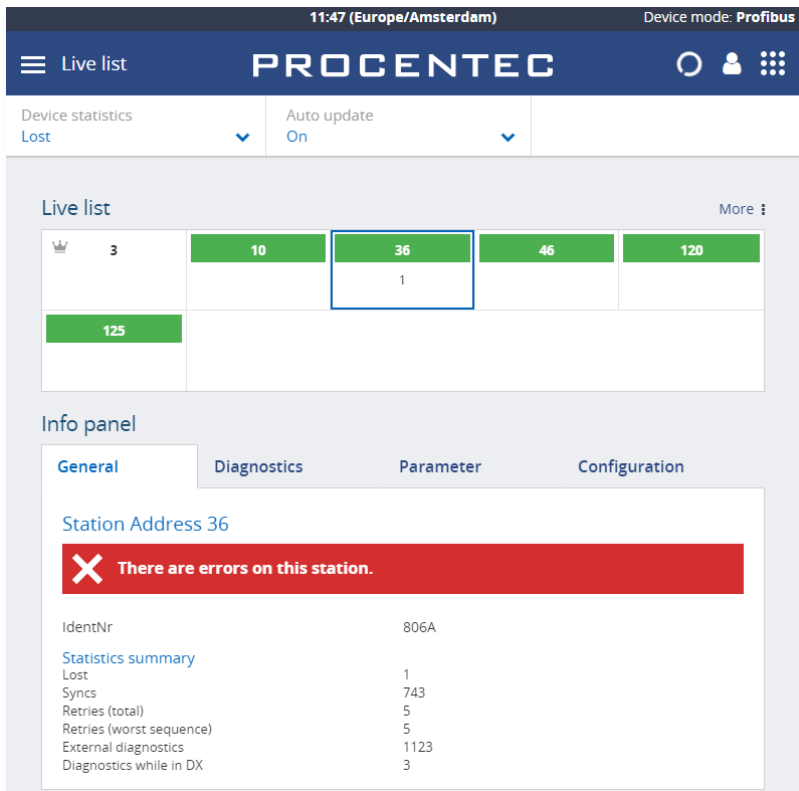 11:47 (Europe/Amsterdam) Device mode: Profibus
Live list PROCENTEC
Device statistics Auto update
Lost On
Live list More
3 10 36 46 120
1
125
Info panel
General Diagnostics Parameter Configuration
Station Address 36
There are errors on this station.
IdentNr 806A
Statistics summary
Lost 1
Syncs 743
Retries (total) 5
Retries (worst sequence) 5
External diagnostics 1123
Diagnostics while in DX 3